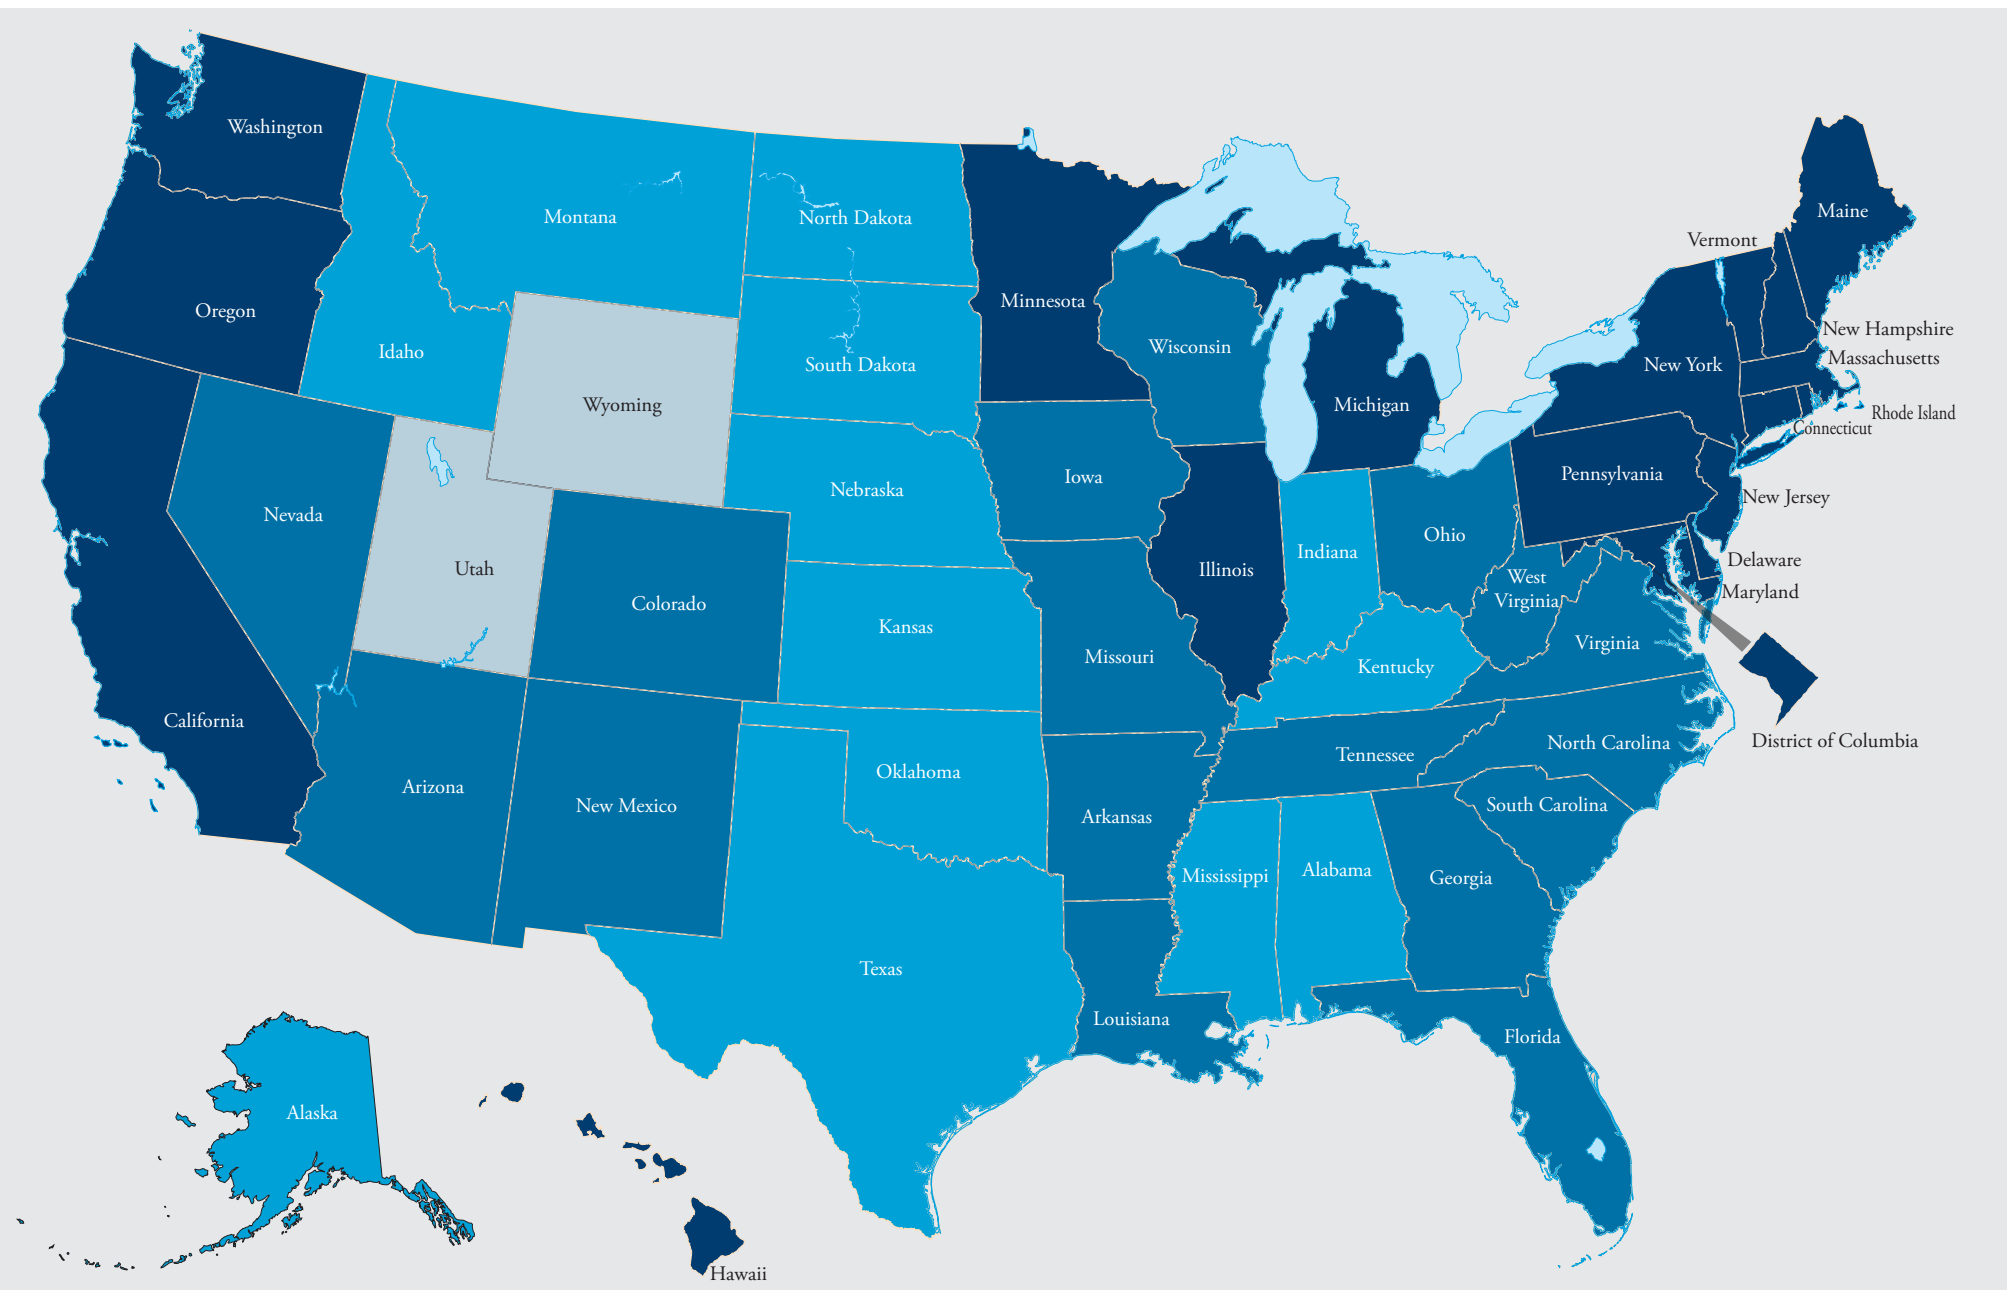 Washington
Maine
Montana
North Dakota
Vermont
Minnesota
Oregon
New Hampshire
Wisconsin
Idaho
Massachusetts
South Dakota
New York
Wyoming
Michigan
Rhode Island
Connecticut
Pennsylvania
Iowa
Nebraska
New Jersey
Nevada
Ohio
Indiana
Delaware
Utah
Illinois
West
Virginia
Maryland
Colorado
Kansas
Virginia
Missouri
Kentucky
California
District of Columbia
North Carolina
Tennessee
Oklahoma
Arizona
New Mexico
South Carolina
Arkansas
Alabama
Mississippi
Georgia
Texas
Louisiana
Florida
Alaska
Hawaii